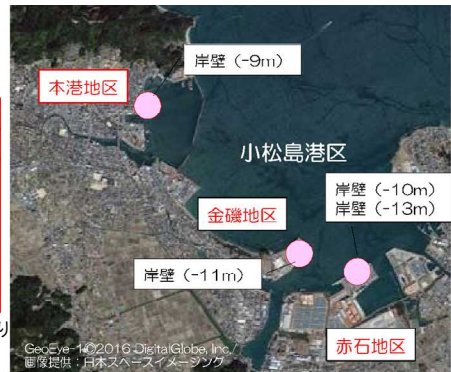 岸壁（-9m）
本港地区
小松島港区
岸壁（-10m）
岸壁（-13m）
金磯地区
岸壁（-11m）
赤石地区
り
GeoEye-1©2016 DigitalGlobe, Inc./
画像提供：日本スペースイメージング